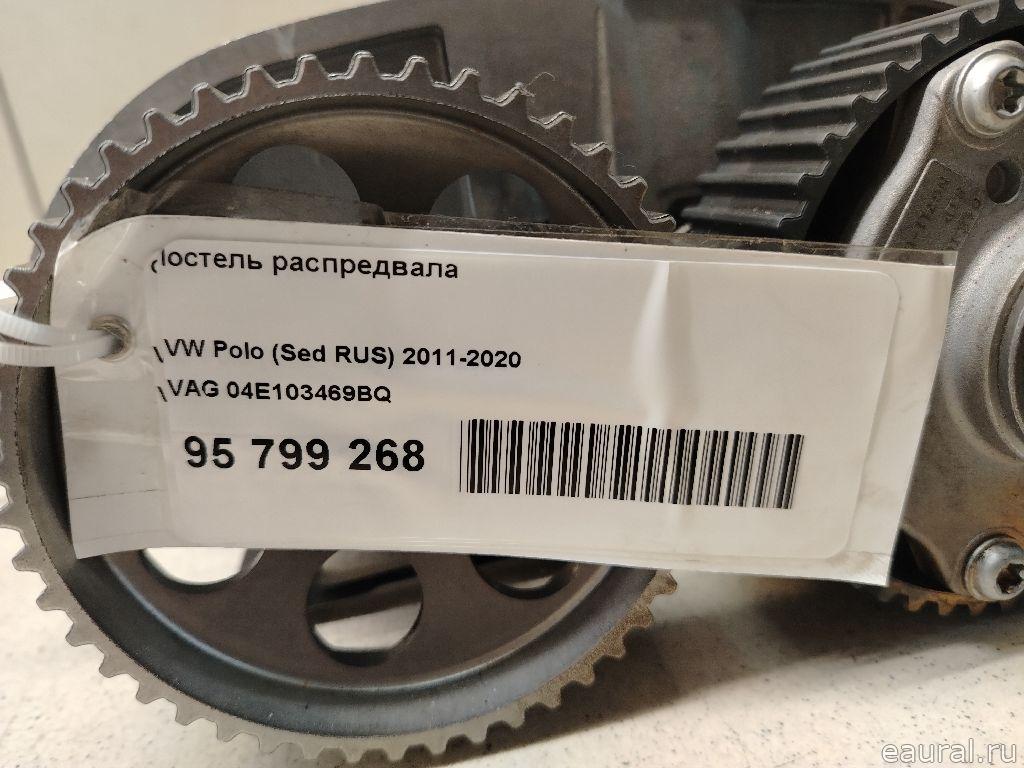 Постель распредвала
VW Polo (Sed RUS) 2011-2020
VAG 04E103469BQ
95 799 268
eaural.ru